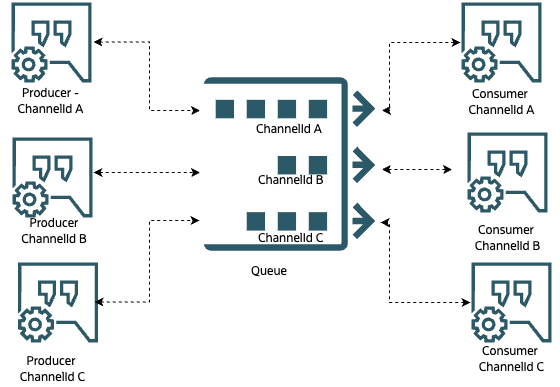 Producer -
ChannelId A
Consumer
ChannelId A
ChannelId A
Producer
ChannelId B
ChannelId B
Consumer
ChannelId B
ChannelId C
Queue
Producer
ChannelId C
Consumer
ChannelId C